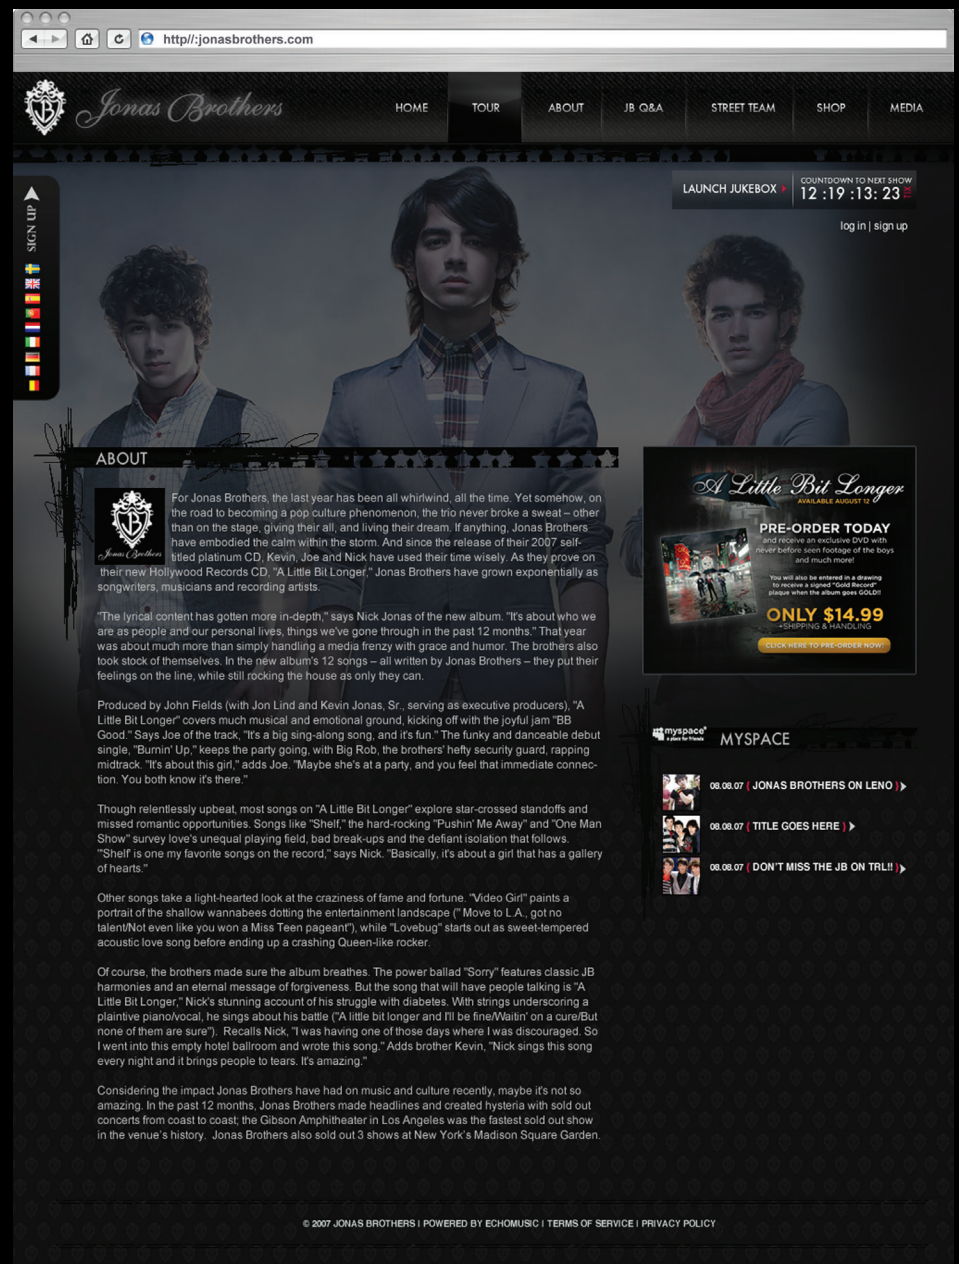 http//:jonasbrothers.com
Jonas Brothers
HOME
TOUR
ABOUT
JB Q&A
STREET TEAM
SHOP
MEDIA
SIGN UP
LAUNCH JUKEBOX
COUNTDOWN TO NEXT SHOW
12 :19 :13: 23
TIX
log in | sign up
ABOUT
Jonas Brothers
For Jonas Brothers, the last year has been all whirlwind, all the time. Yet somehow, on
the road to becoming a pop culture phenomenon, the trio never broke a sweat – other
than on the stage, giving their all, and living their dream. If anything, Jonas Brothers
have embodied the calm within the storm. And since the release of their 2007 self-
titled platinum CD, Kevin, Joe and Nick have used their time wisely. As they prove on
their new Hollywood Records CD, "A Little Bit Longer," Jonas Brothers have grown exponentially as
songwriters, musicians and recording artists.
"The lyrical content has gotten more in-depth," says Nick Jonas of the new album. "It's about who we
are as people and our personal lives, things we've gone through in the past 12 months." That year
was about much more than simply handling a media frenzy with grace and humor. The brothers also
took stock of themselves. In the new album's 12 songs – all written by Jonas Brothers – they put their
feelings on the line, while still rocking the house as only they can.
Produced by John Fields (with Jon Lind and Kevin Jonas, Sr., serving as executive producers), "A
Little Bit Longer" covers much musical and emotional ground, kicking off with the joyful jam "BB
Good." Says Joe of the track, "It's a big sing-along song, and it's fun." The funky and danceable debut
single, "Burnin' Up," keeps the party going, with Big Rob, the brothers' hefty security guard, rapping
midtrack. "It's about this girl," adds Joe. "Maybe she's at a party, and you feel that immediate connec-
tion. You both know it's there."
Though relentlessly upbeat, most songs on "A Little Bit Longer" explore star-crossed standoffs and
missed romantic opportunities. Songs like "Shelf," the hard-rocking "Pushin' Me Away" and "One Man
Show" survey love's unequal playing field, bad break-ups and the defiant isolation that follows.
"'Shelf is one my favorite songs on the record," says Nick. "Basically, it's about a girl that has a gallery
of hearts."
Other songs take a light-hearted look at the craziness of fame and fortune. "Video Girl" paints a
portrait of the shallow wannabees dotting the entertainment landscape (" Move to L.A., got no
talent/Not even like you won a Miss Teen pageant"), while "Lovebug" starts out as sweet-tempered
acoustic love song before ending up a crashing Queen-like rocker.
Of course, the brothers made sure the album breathes. The power ballad "Sorry" features classic JB
harmonies and an eternal message of forgiveness. But the song that will have people talking is "A
Little Bit Longer," Nick's stunning account of his struggle with diabetes. With strings underscoring a
plaintive piano/vocal, he sings about his battle ("A little bit longer and I'll be fine/Waitin' on a cure/But
none of them are sure").  Recalls Nick, "I was having one of those days where I was discouraged. So
I went into this empty hotel ballroom and wrote this song." Adds brother Kevin, "Nick sings this song
every night and it brings people to tears. It's amazing."
Considering the impact Jonas Brothers have had on music and culture recently, maybe it's not so
amazing. In the past 12 months, Jonas Brothers made headlines and created hysteria with sold out
concerts from coast to coast; the Gibson Amphitheater in Los Angeles was the fastest sold out show
in the venue's history.  Jonas Brothers also sold out 3 shows at New York's Madison Square Garden.
A Little Bit Longer
AVAILABLE AUGUST 12
PRE-ORDER TODAY
and receive an exclusive DVD with
never before seen footage of the boys
and much more!
You will also be entered in a drawing
to receive a signed "Gold Record"
plaque when the album goes GOLD!!
ONLY $14.99
+SHIPPING & HANDLING
CLICK HERE TO PRE-ORDER NOW!
myspace
a place for friends
MYSPACE
08.08.07 ( JONAS BROTHERS ON LENO )
08.08.07 ( TITLE GOES HERE )
08.08.07 ( DON'T MISS THE JB ON TRL!! )
© 2007 JONAS BROTHERS | POWERED BY ECHOMUSIC | TERMS OF SERVICE | PRIVACY POLICY